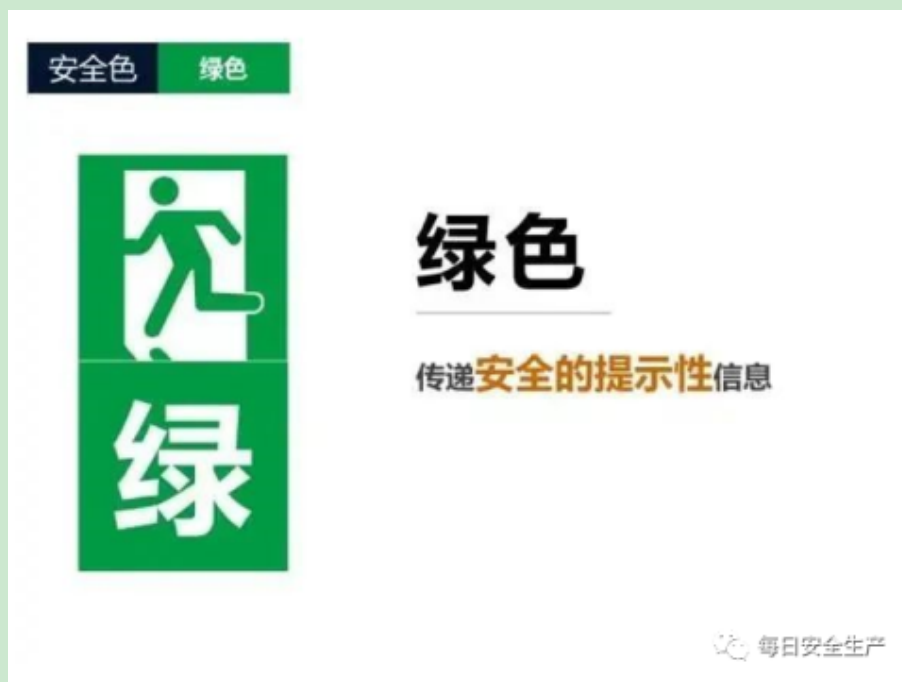 安全色 绿色
绿色
传递安全的提示性信息
绿
每日安全生产